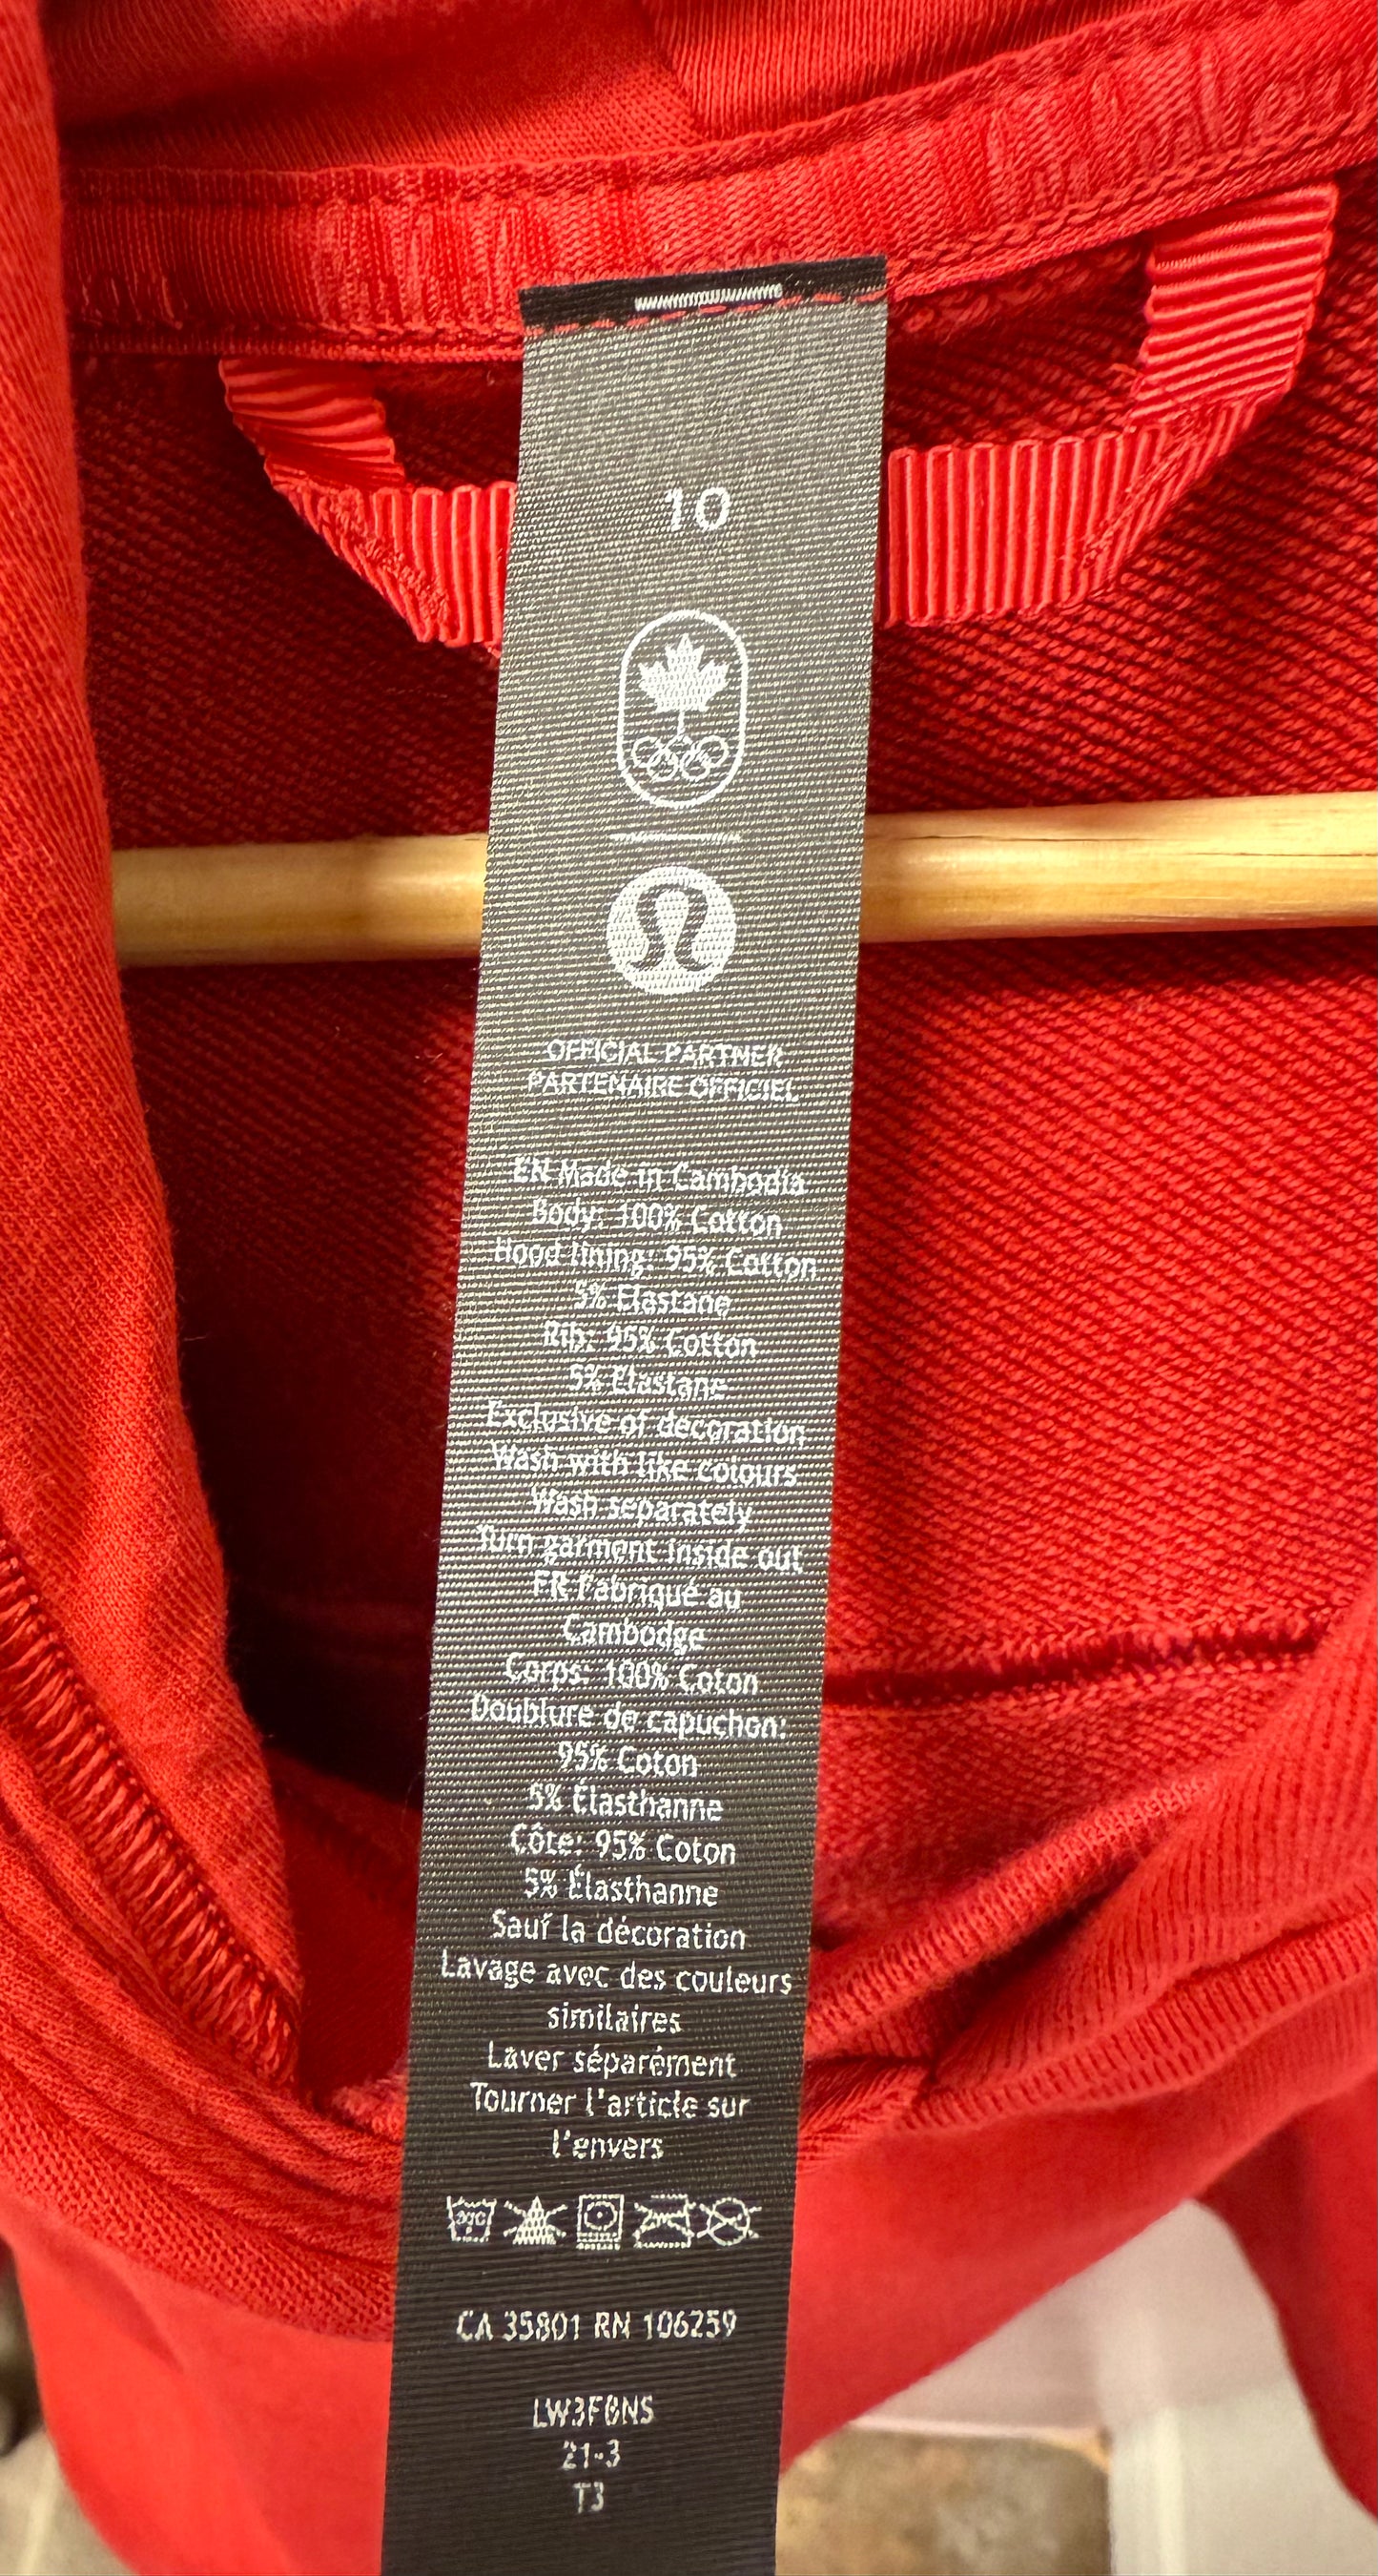 10
OFFICIAL PARTNER
PARTENAIRE OFFICIEL
EN Made in Cambodia
Body: 100% Cotton
Hood lining: 95% Cotton
5% Elastane
Rib: 95% Cotton
5% Elastane
Exclusive of decoration
Wash with like colours
Wash separately
Turn garment inside out
FR Fabriqué au
Cambodge
Corps: 100% Coton
Doublure de capuchon:
95% Coton
5% Élasthanne
Côte: 95% Coton
5% Élasthanne
Sauf la décoration
Lavage avec des couleurs
similaires
Laver séparément
Tourner l'article sur
l'envers
CA 35801 RN 106259
21-3
T3